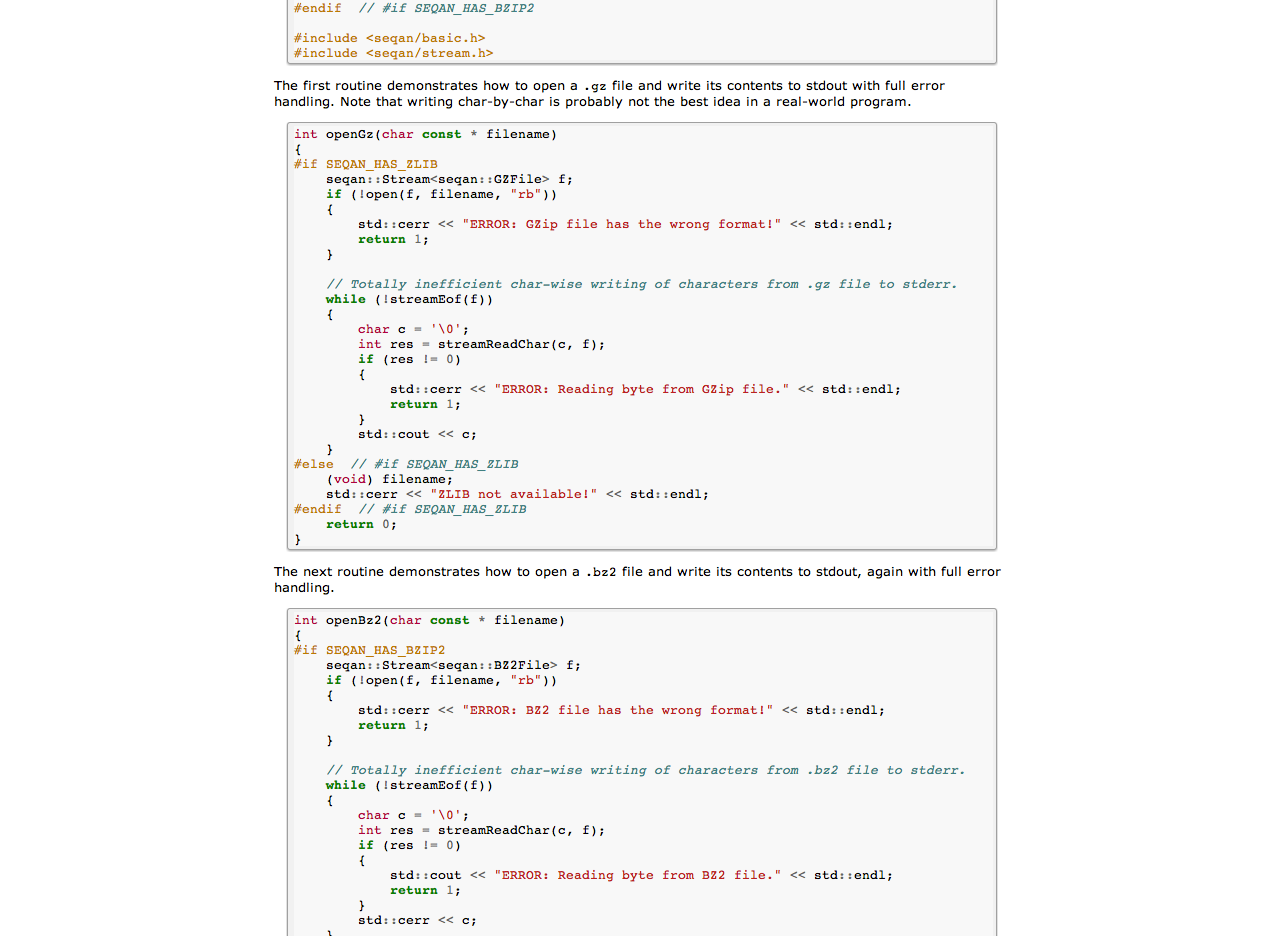 #endif  // #if SEQAN_HAS_BZIP2
#include <seqan/basic.h>
#include <seqan/stream.h>
The first routine demonstrates how to open a .gz file and write its contents to stdout with full error
handling. Note that writing char-by-char is probably not the best idea in a real-world program.
int openGz(char const * filename)
{
#if SEQAN_HAS_ZLIB
    seqan::Stream<seqan::GZFile> f;
    if (!open(f, filename, "rb"))
    {
        std::cerr << "ERROR: GZip file has the wrong format!" << std::endl;
        return 1;
    }
    // Totally inefficient char-wise writing of characters from .gz file to stderr.
    while (!streamEof(f))
    {
        char c = '\0';
        int res = streamReadChar(c, f);
        if (res != 0)
        {
            std::cerr << "ERROR: Reading byte from GZip file." << std::endl;
            return 1;
        }
        std::cout << c;
    }
#else  // #if SEQAN_HAS_ZLIB
    (void) filename;
    std::cerr << "ZLIB not available!" << std::endl;
#endif  // #if SEQAN_HAS_ZLIB
    return 0;
}
The next routine demonstrates how to open a .bz2 file and write its contents to stdout, again with full error
handling.
int openBz2(char const * filename)
{
#if SEQAN_HAS_BZIP2
    seqan::Stream<seqan::BZ2File> f;
    if (!open(f, filename, "rb"))
    {
        std::cerr << "ERROR: BZ2 file has the wrong format!" << std::endl;
        return 1;
    }
    // Totally inefficient char-wise writing of characters from .bz2 file to stderr.
    while (!streamEof(f))
    {
        char c = '\0';
        int res = streamReadChar(c, f);
        if (res != 0)
        {
            std::cout << "ERROR: Reading byte from BZ2 file." << std::endl;
            return 1;
        }
        std::cerr << c;
    }